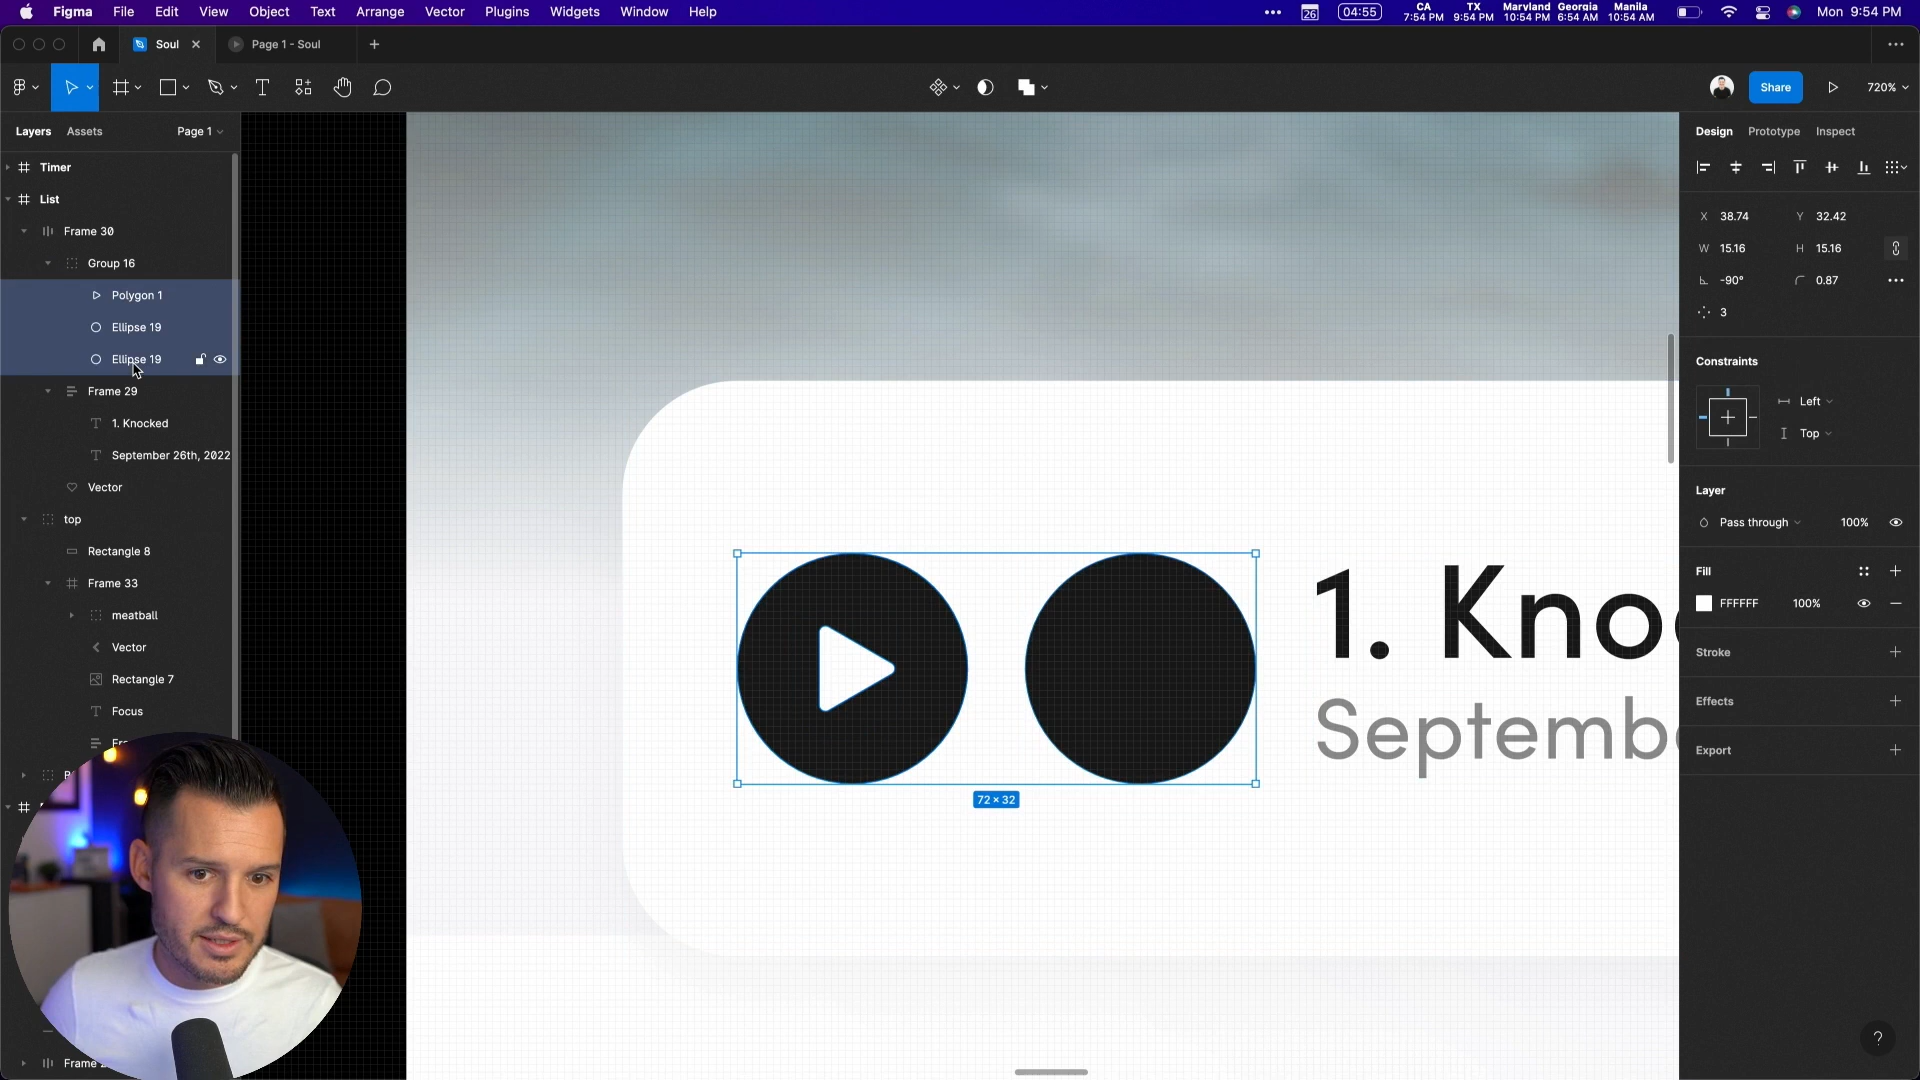 Figma File Edit View Object Text Arrange Vector Plugins Widgets Window Help
26 04:55 CA 7:54 PM TX 9:54 PM Maryland 10:54 PM Georgia 6:54 AM Manila 10:54 AM Mon 9:54 PM
Soul Page 1 - Soul
Share 720%
Layers Assets Page 1
Design Prototype Inspect
Timer
List
Frame 30
Group 16
Polygon 1
Ellipse 19
Ellipse 19
Frame 29
1. Knocked
September 26th, 2022
Vector
top
Rectangle 8
Frame 33
meatball
Vector
Rectangle 7
Focus
Frame
1. Kno
Septemb
72 × 32
X 38.74 Y 32.42
W 15.16 H 15.16
-90° 0.87
3
Constraints
Left
Top
Layer
Pass through 100%
Fill
FFFFFF 100%
Stroke
Effects
Export
?